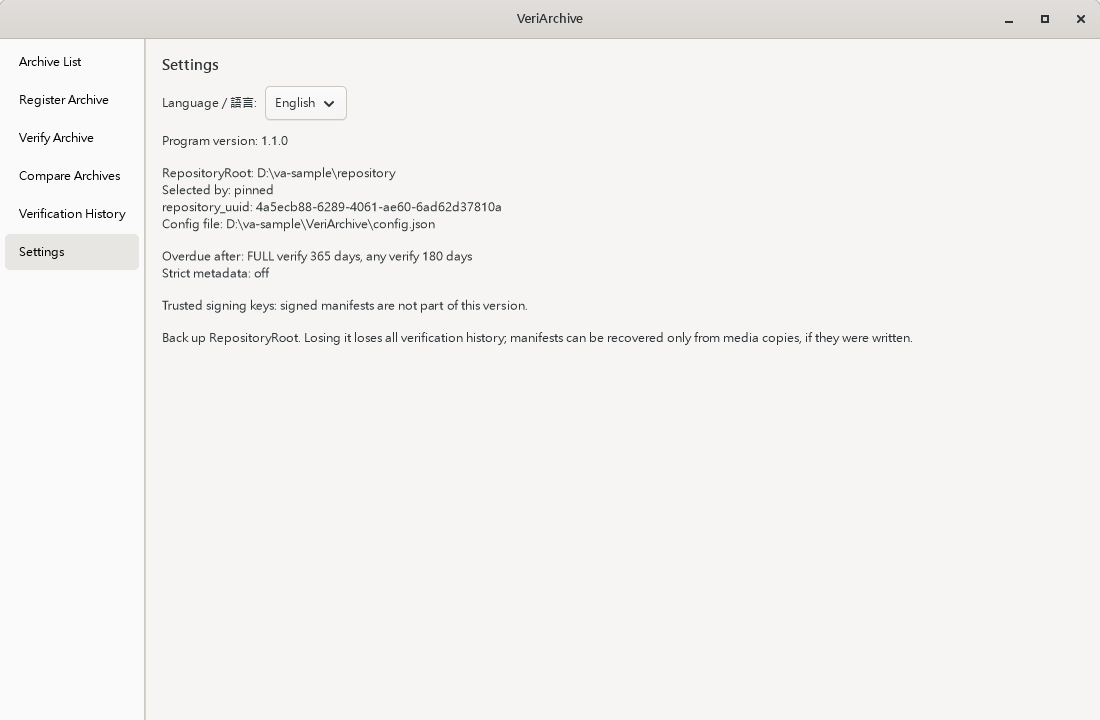 VeriArchive
Archive List
Register Archive
Verify Archive
Compare Archives
Verification History
Settings
Settings
Language / 語言: English
Program version: 1.1.0
RepositoryRoot: D:\va-sample\repository
Selected by: pinned
repository_uuid: 4a5ecb88-6289-4061-ae60-6ad62d37810a
Config file: D:\va-sample\VeriArchive\config.json
Overdue after: FULL verify 365 days, any verify 180 days
Strict metadata: off
Trusted signing keys: signed manifests are not part of this version.
Back up RepositoryRoot. Losing it loses all verification history; manifests can be recovered only from media copies, if they were written.